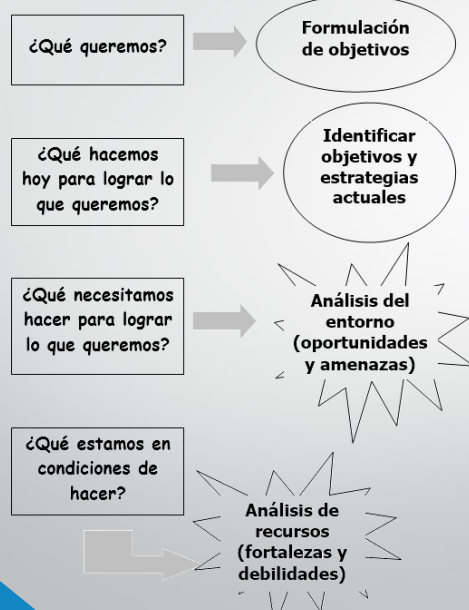 ¿Qué queremos?
Formulación
de objetivos
¿Qué hacemos
hoy para lograr lo
que queremos?
Identificar
objetivos y
estrategias
actuales
¿Qué necesitamos
hacer para lograr
lo que queremos?
Análisis del
entorno
(oportunidades
y amenazas)
¿Qué estamos en
condiciones de
hacer?
Análisis de
recursos
(fortalezas y
debilidades)